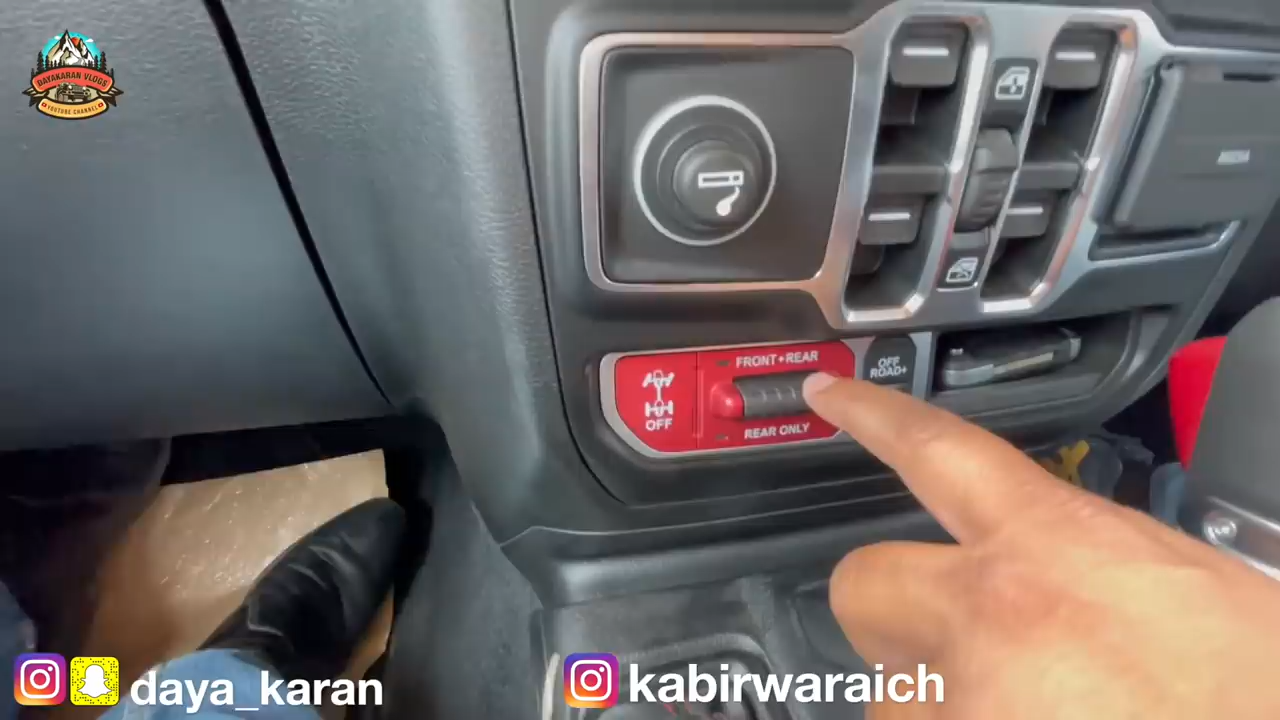 DAYAKARAN VLOGS
YOUTUBE CHANNEL
FRONT+REAR
OFF
ROAD+
OFF
REAR ONLY
daya_karan
kabirwaraich